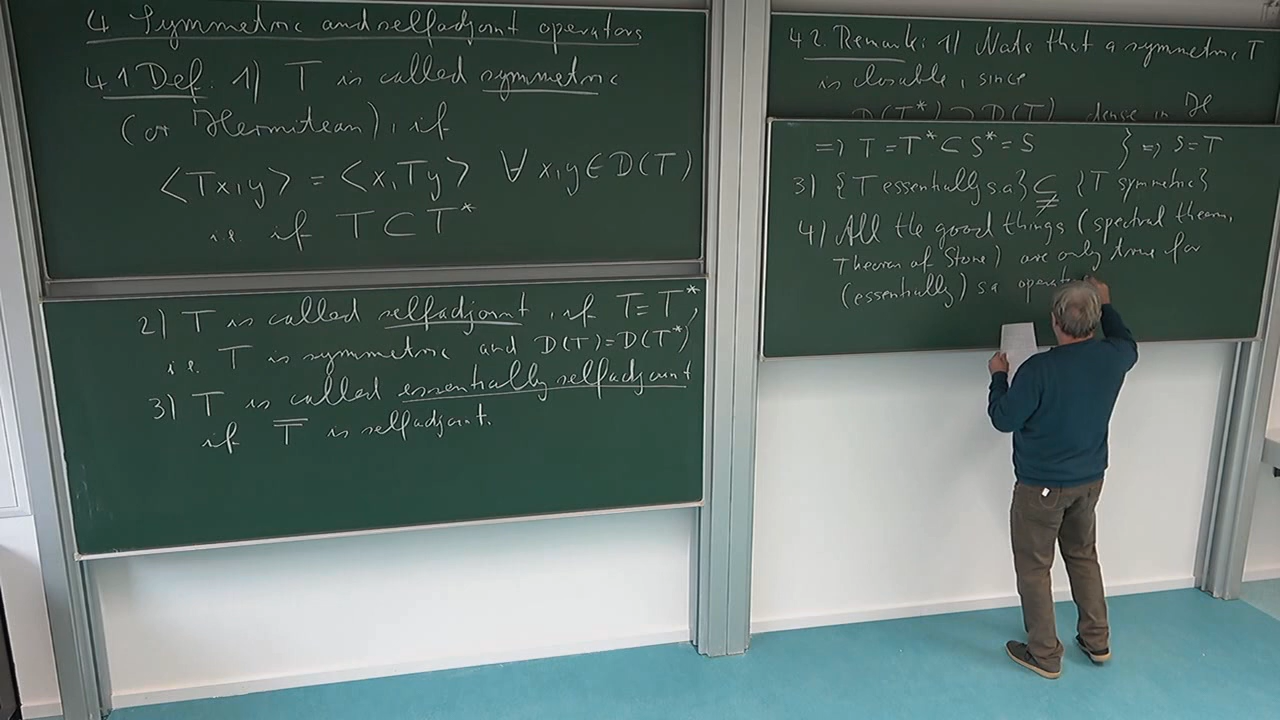 4 Symmetric and selfadjoint operators
4.1 Def: 1) T is called symmetric
(or Hermitean), if
<Tx,y> = <x,Ty> ∀ x,y ∈ D(T)
i.e. if T ⊂ T*
2) T is called selfadjoint, if T = T*,
i.e. T is symmetric and D(T) = D(T*)
3) T is called essentially selfadjoint
if T̿ is selfadjoint.
4.2. Remark: 1) Note that a symmetric T
is closable, since
D(T*) ⊃ D(T) dense in ℋ
=> T = T* ⊂ S* = S } => S = T
3) {T essentially s.a} ⊊ {T symmetric}
4) All the good things (spectral theorem,
Theorem of Stone) are only true for
(essentially) s a